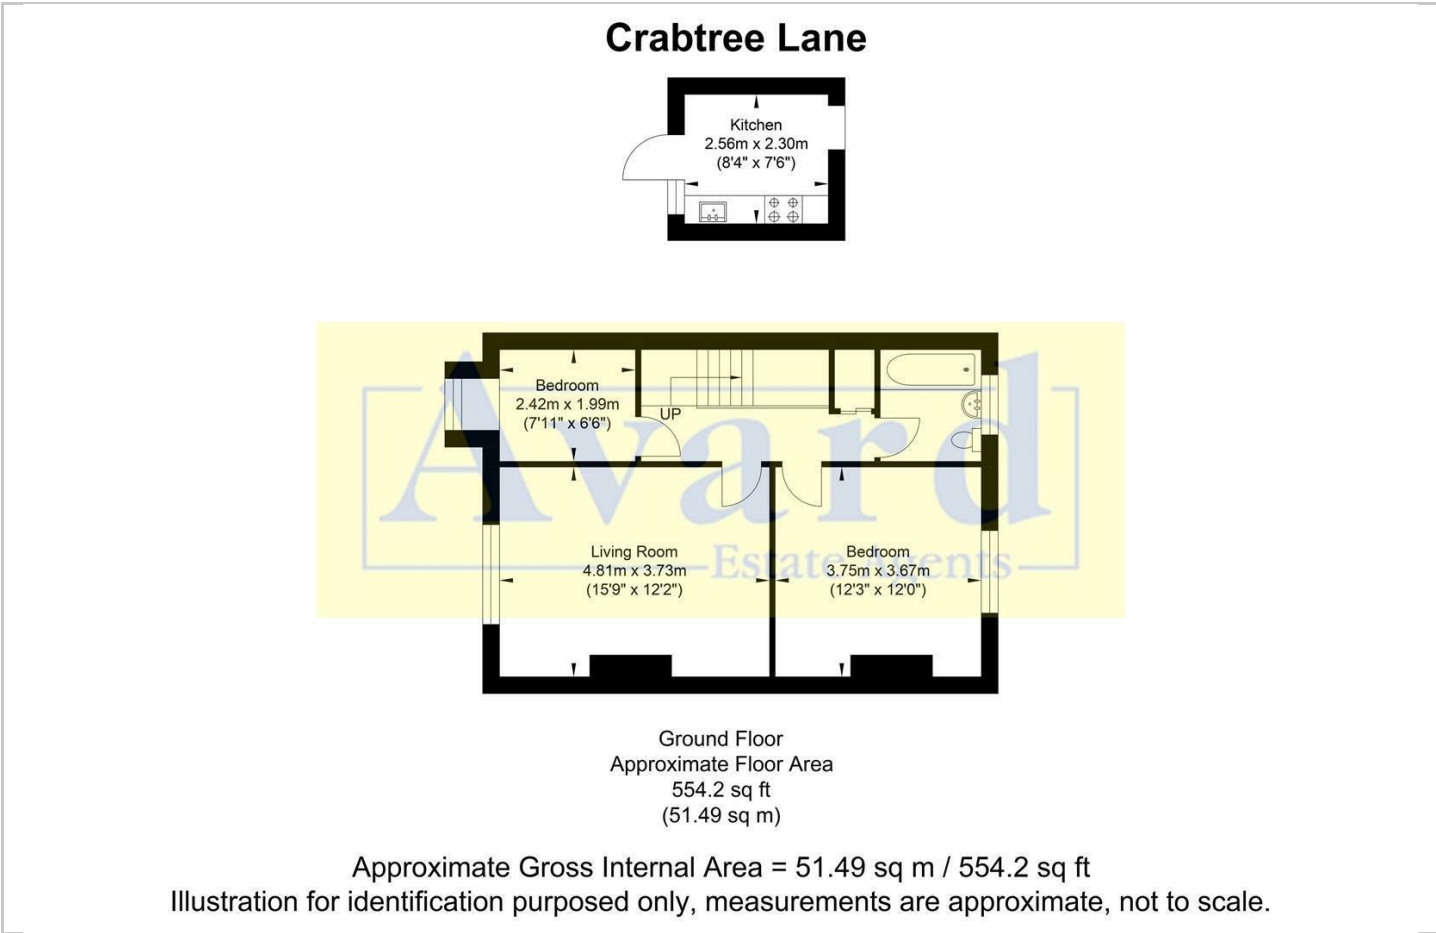 Crabtree Lane
Kitchen
2.56m x 2.30m
(8'4" x 7'6")
Bedroom
2.42m x 1.99m
(7'11" x 6'6")
UP
Avard
Estate Agents
Living Room
4.81m x 3.73m
(15'9" x 12'2")
Bedroom
3.75m x 3.67m
(12'3" x 12'0")
Ground Floor
Approximate Floor Area
554.2 sq ft
(51.49 sq m)
Approximate Gross Internal Area = 51.49 sq m / 554.2 sq ft
Illustration for identification purposed only, measurements are approximate, not to scale.